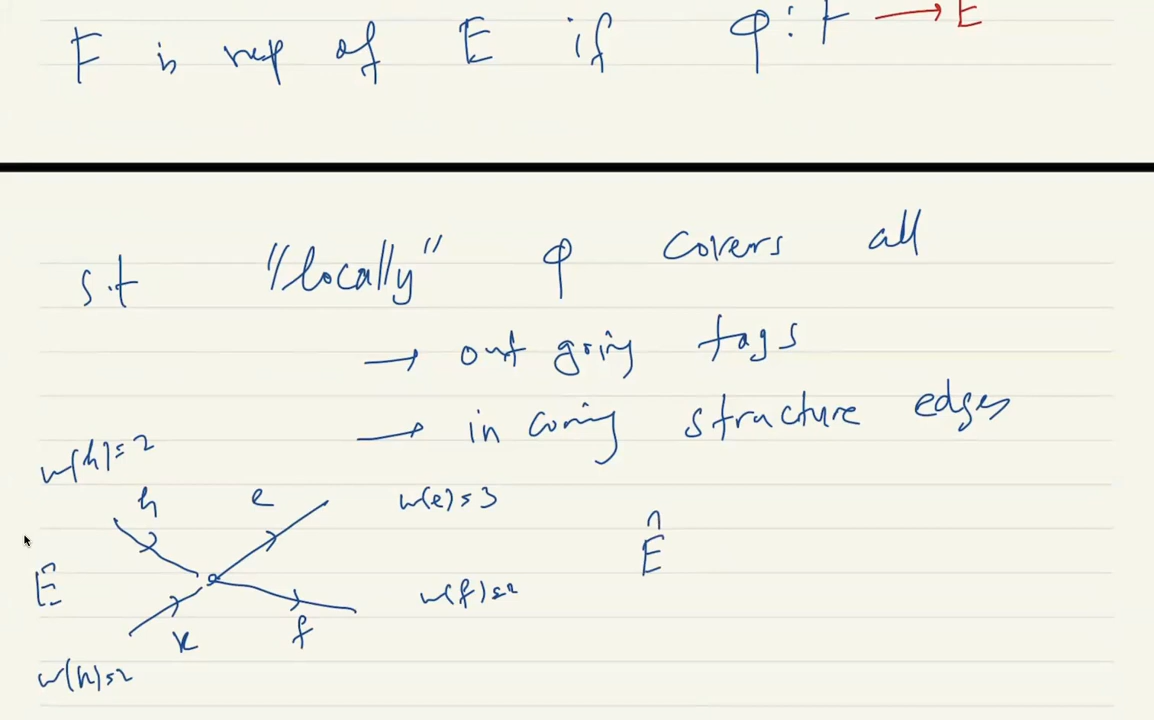 F is rep of E if φ: F → E
s.t "locally" φ covers all
→ out going tags
→ in coming structure edges
w(h)=2
h e w(e)=3
Ê
Ê w(f)=2
k f
w(k)=2